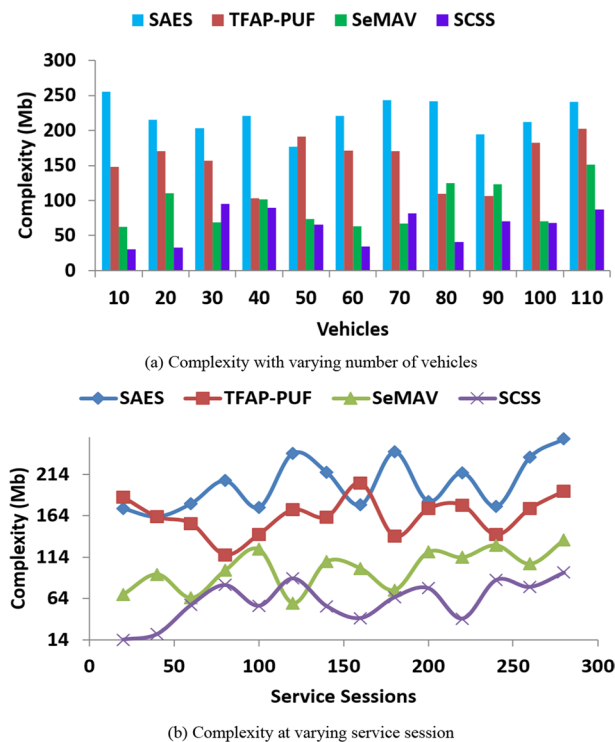 SAES TFAP-PUF SeMAV SCSS
300
250
200
150
100
50
0
Complexity (Mb)
10 20 30 40 50 60 70 80 90 100 110
Vehicles
(a) Complexity with varying number of vehicles
SAES TFAP-PUF SeMAV SCSS
214
164
114
64
14
Complexity (Mb)
0 50 100 150 200 250 300
Service Sessions
(b) Complexity at varying service session